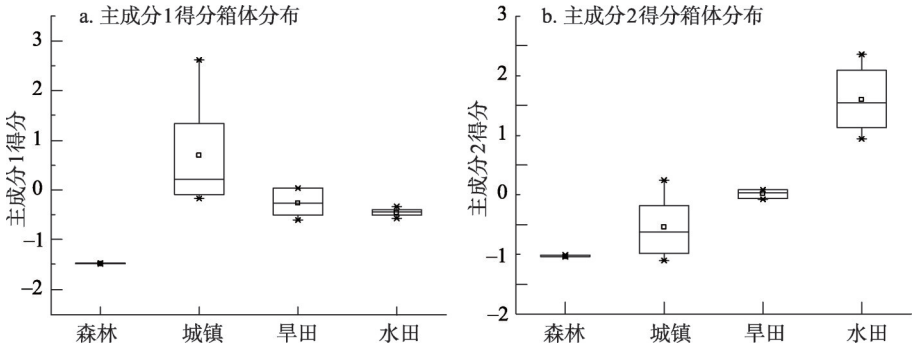 a. 主成分1得分箱体分布
3
2
1
0
−1
−2
主成分1得分
森林 城镇 旱田 水田
b. 主成分2得分箱体分布
3
2
1
0
−1
−2
主成分2得分
森林 城镇 旱田 水田